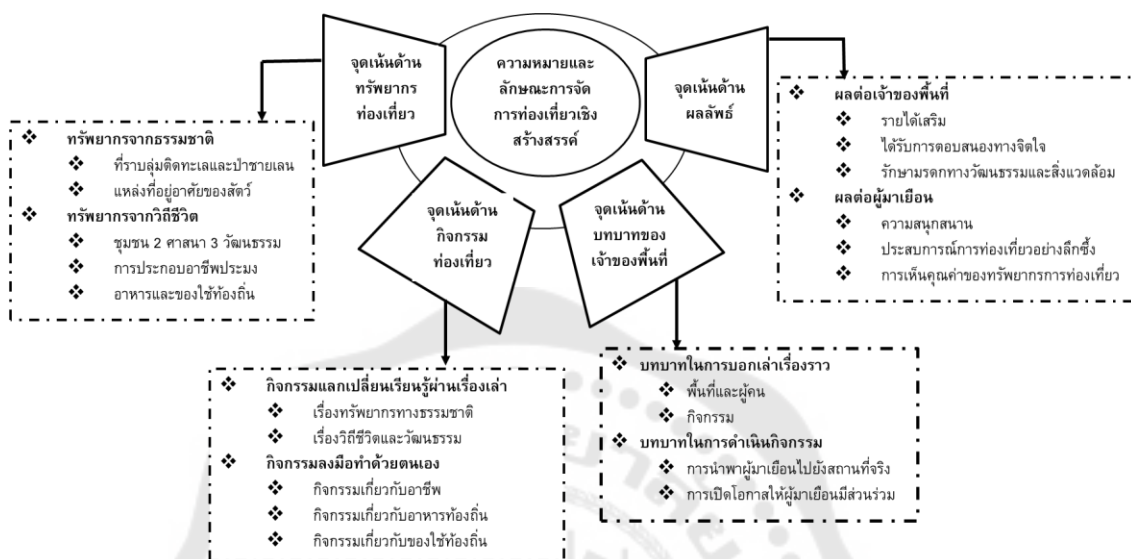 ความหมายและ
ลักษณะการจัด
การท่องเที่ยวเชิง
สร้างสรรค์
จุดเน้นด้าน
ทรัพยากร
ท่องเที่ยว
❖ ทรัพยากรจากธรรมชาติ
❖ ที่ราบลุ่มติดทะเลและป่าชายเลน
❖ แหล่งที่อยู่อาศัยของสัตว์
❖ ทรัพยากรจากวิถีชีวิต
❖ ชุมชน 2 ศาสนา 3 วัฒนธรรม
❖ การประกอบอาชีพประมง
❖ อาหารและของใช้ท้องถิ่น
จุดเน้นด้าน
กิจกรรม
ท่องเที่ยว
❖ กิจกรรมแลกเปลี่ยนเรียนรู้ผ่านเรื่องเล่า
❖ เรื่องทรัพยากรทางธรรมชาติ
❖ เรื่องวิถีชีวิตและวัฒนธรรม
❖ กิจกรรมลงมือทำด้วยตนเอง
❖ กิจกรรมเกี่ยวกับอาชีพ
❖ กิจกรรมเกี่ยวกับอาหารท้องถิ่น
❖ กิจกรรมเกี่ยวกับของใช้ท้องถิ่น
จุดเน้นด้าน
บทบาทของ
เจ้าของพื้นที่
❖ บทบาทในการบอกเล่าเรื่องราว
❖ พื้นที่และผู้คน
❖ กิจกรรม
❖ บทบาทในการดำเนินกิจกรรม
❖ การนำพาผู้มาเยือนไปยังสถานที่จริง
❖ การเปิดโอกาสให้ผู้มาเยือนมีส่วนร่วม
จุดเน้นด้าน
ผลลัพธ์
❖ ผลต่อเจ้าของพื้นที่
❖ รายได้เสริม
❖ ได้รับการตอบสนองทางจิตใจ
❖ รักษามรดกทางวัฒนธรรมและสิ่งแวดล้อม
❖ ผลต่อผู้มาเยือน
❖ ความสนุกสนาน
❖ ประสบการณ์การท่องเที่ยวอย่างลึกซึ้ง
❖ การเห็นคุณค่าของทรัพยากรการท่องเที่ยว